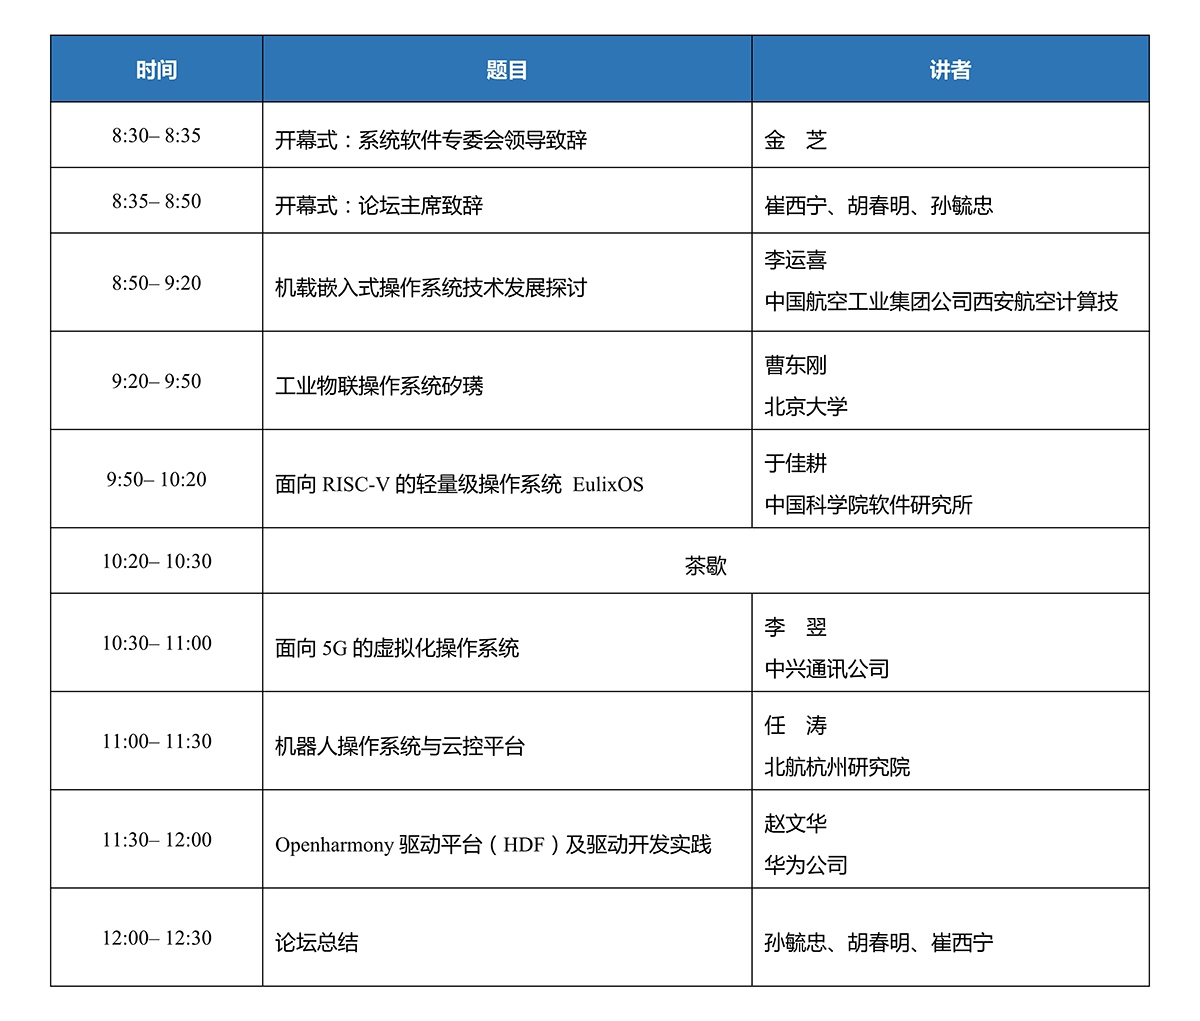 时间 题目 讲者
8:30– 8:35 开幕式：系统软件专委会领导致辞 金　芝
8:35– 8:50 开幕式：论坛主席致辞 崔西宁、胡春明、孙毓忠
8:50– 9:20 机载嵌入式操作系统技术发展探讨 李运喜
中国航空工业集团公司西安航空计算技
9:20– 9:50 工业物联操作系统矽璓 曹东刚
北京大学
9:50– 10:20 面向 RISC-V 的轻量级操作系统 EulixOS 于佳耕
中国科学院软件研究所
10:20– 10:30 茶歇
10:30– 11:00 面向 5G 的虚拟化操作系统 李　翌
中兴通讯公司
11:00– 11:30 机器人操作系统与云控平台 任　涛
北航杭州研究院
11:30– 12:00 Openharmony 驱动平台（HDF）及驱动开发实践 赵文华
华为公司
12:00– 12:30 论坛总结 孙毓忠、胡春明、崔西宁